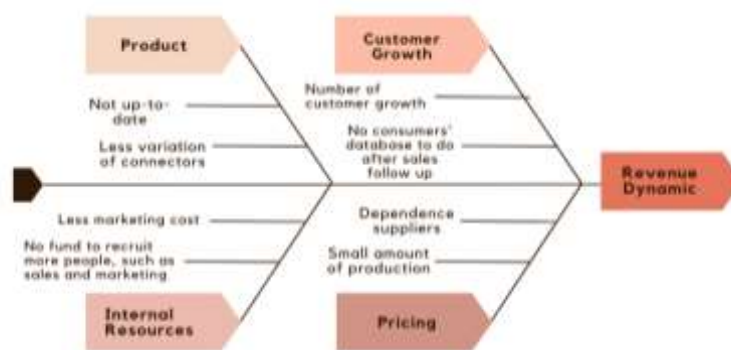 Product
Customer
Growth
Not up-to-
date
Less variation
of connectors
Number of
customer growth
No consumers'
database to do
after sales
follow up
Revenue
Dynamic
Less marketing cost
No fund to recruit
more people, such as
sales and marketing
Dependence
suppliers
Small amount
of production
Internal
Resources
Pricing